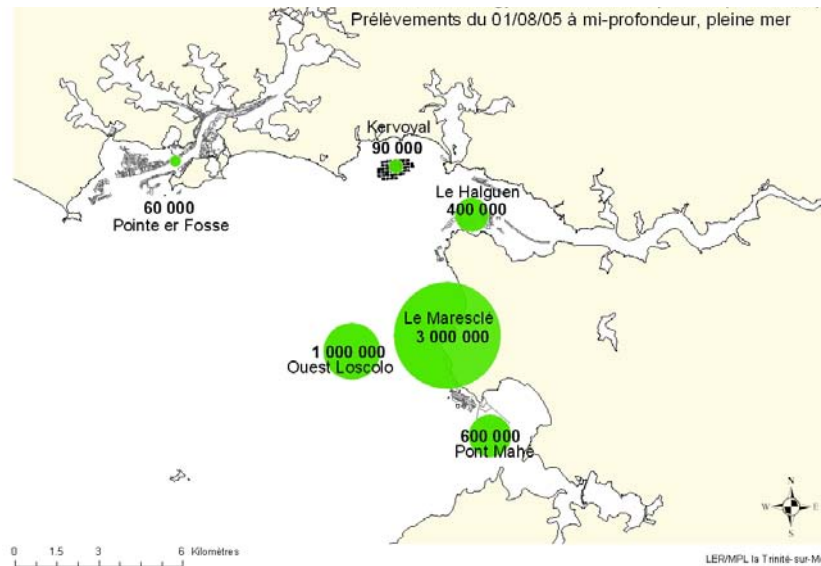 Prélèvements du 01/08/05 à mi-profondeur, pleine mer
Kervoyal
90 000
Le Halguen
400 000
60 000
Pointe er Fosse
Le Maresclé
3 000 000
1 000 000
Ouest Loscolo
600 000
Pont Mahé
N
W E
S
0 1.5 3 6 Kilomètres
LER/MPL la Trinité-sur-M